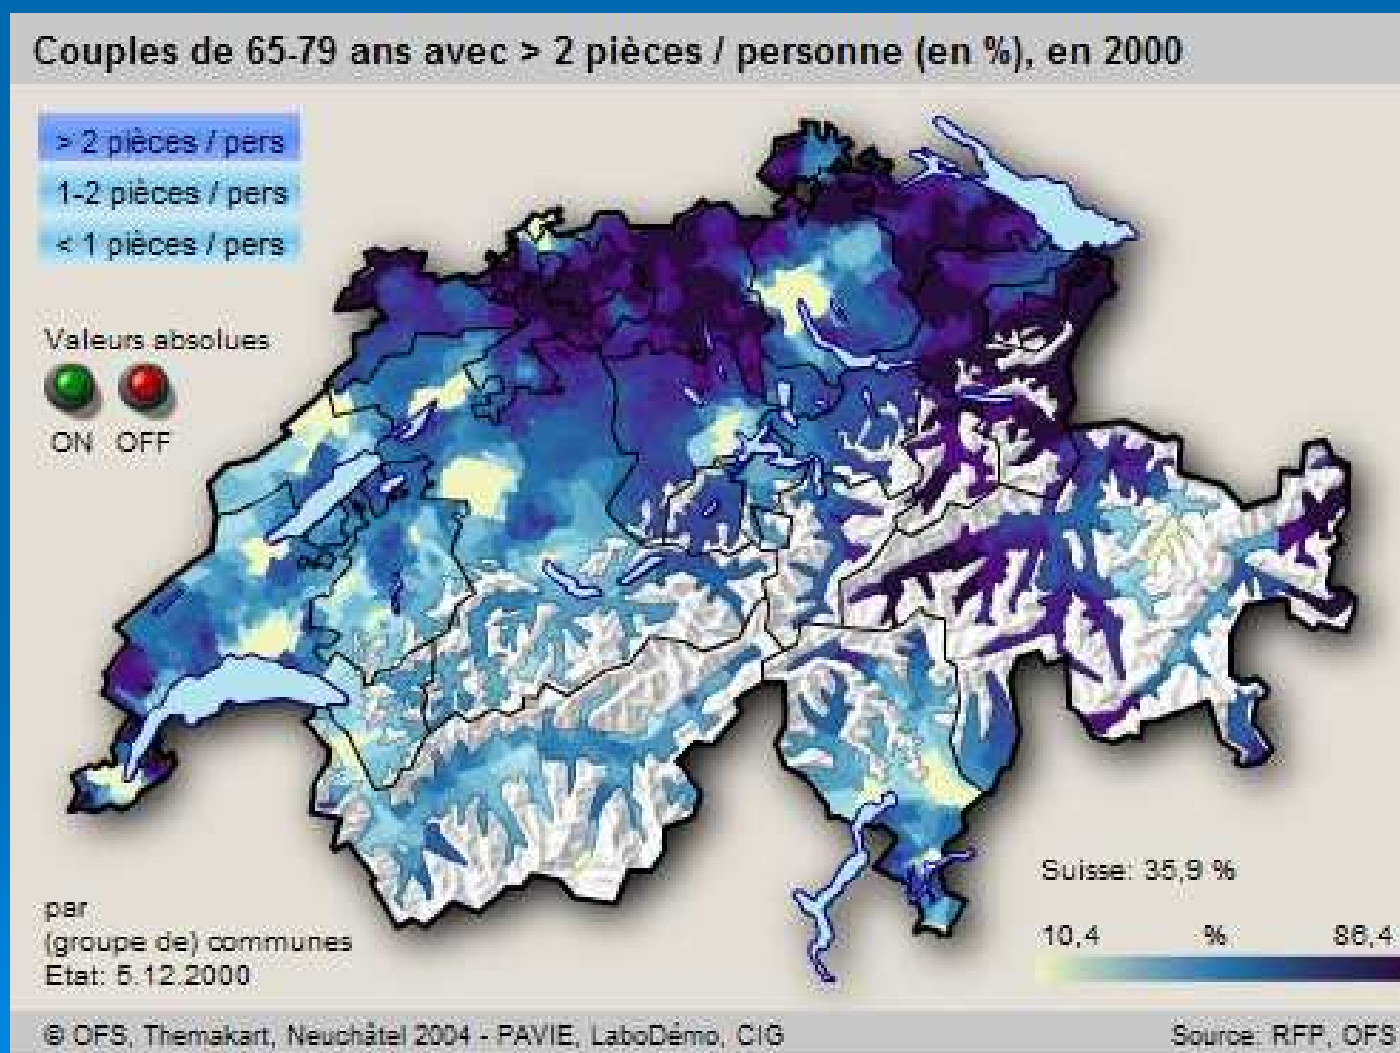 Couples de 65-79 ans avec > 2 pièces / personne (en %), en 2000
> 2 pièces / pers
1-2 pièces / pers
< 1 pièces / pers
Valeurs absolues
ON OFF
Suisse: 35,9 %
10,4 % 86,4
par
(groupe de) communes
Etat: 5.12.2000
© OFS, Themakart, Neuchâtel 2004 - PAVIE, LaboDémo, CIG
Source: RFP, OFS